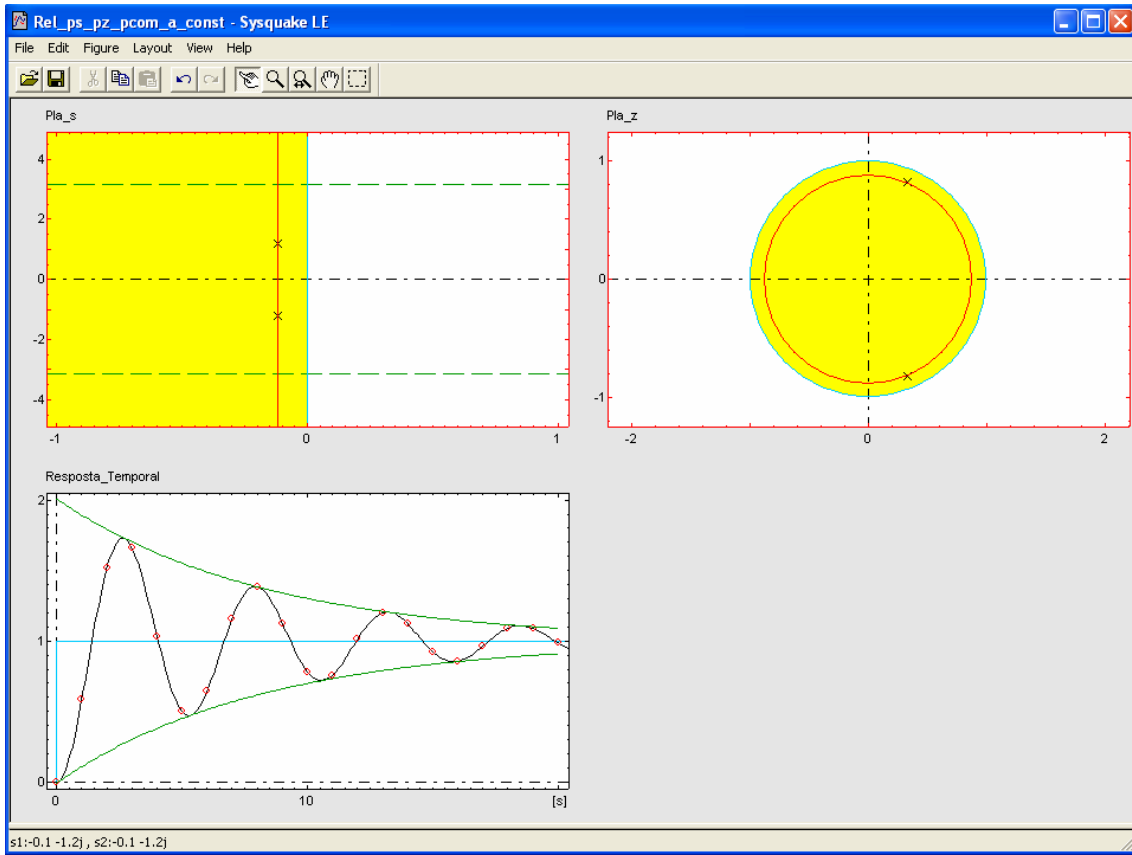 Rel_ps_pz_pcom_a_const - Sysquake LE
File Edit Figure Layout View Help
Pla_s
4
2
0
-2
-4
-1 0 1
Pla_z
1
0
-1
-2 0 2
Resposta_Temporal
2
1
0
0 10 [s]
s1:-0.1 -1.2j , s2:-0.1 -1.2j